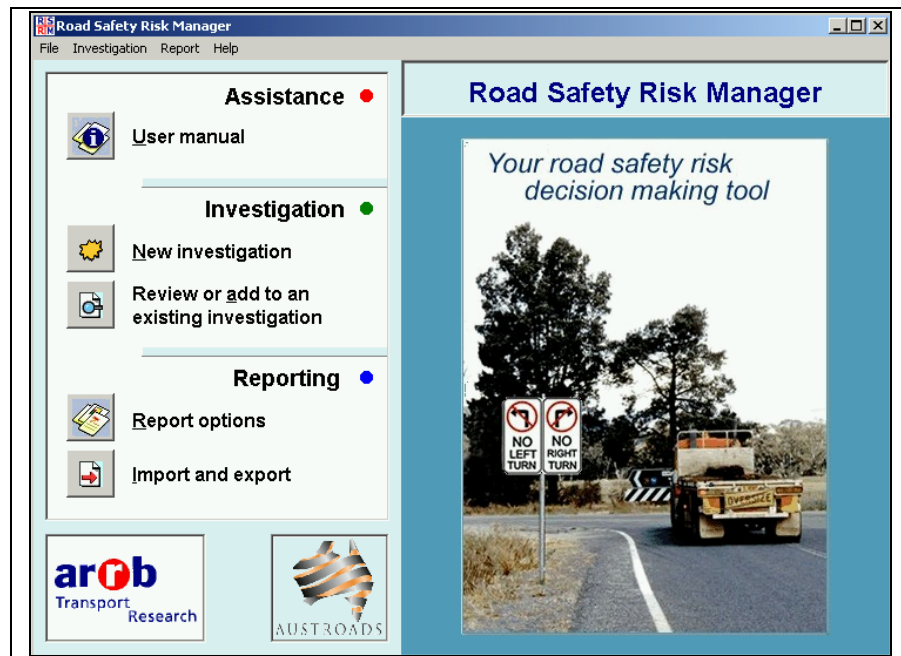 Road Safety Risk Manager
File Investigation Report Help
Assistance
User manual
Investigation
New investigation
Review or add to an
existing investigation
Reporting
Report options
Import and export
arrb
Transport
Research
AUSTROADS
Road Safety Risk Manager
Your road safety risk
decision making tool
NO
LEFT
TURN
NO
RIGHT
TURN
OVERSIZE